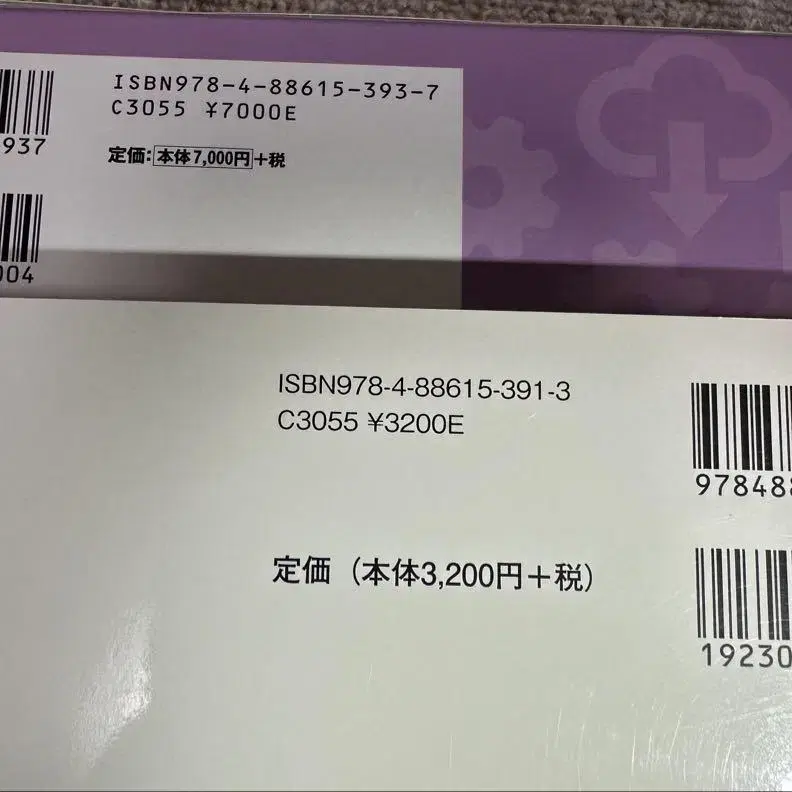 ISBN978-4-88615-393-7
C3055 ¥7000E
937
定価:本体7,000円+税
004
ISBN978-4-88615-391-3
C3055 ¥3200E
97848
定価（本体3,200円＋税）
19230